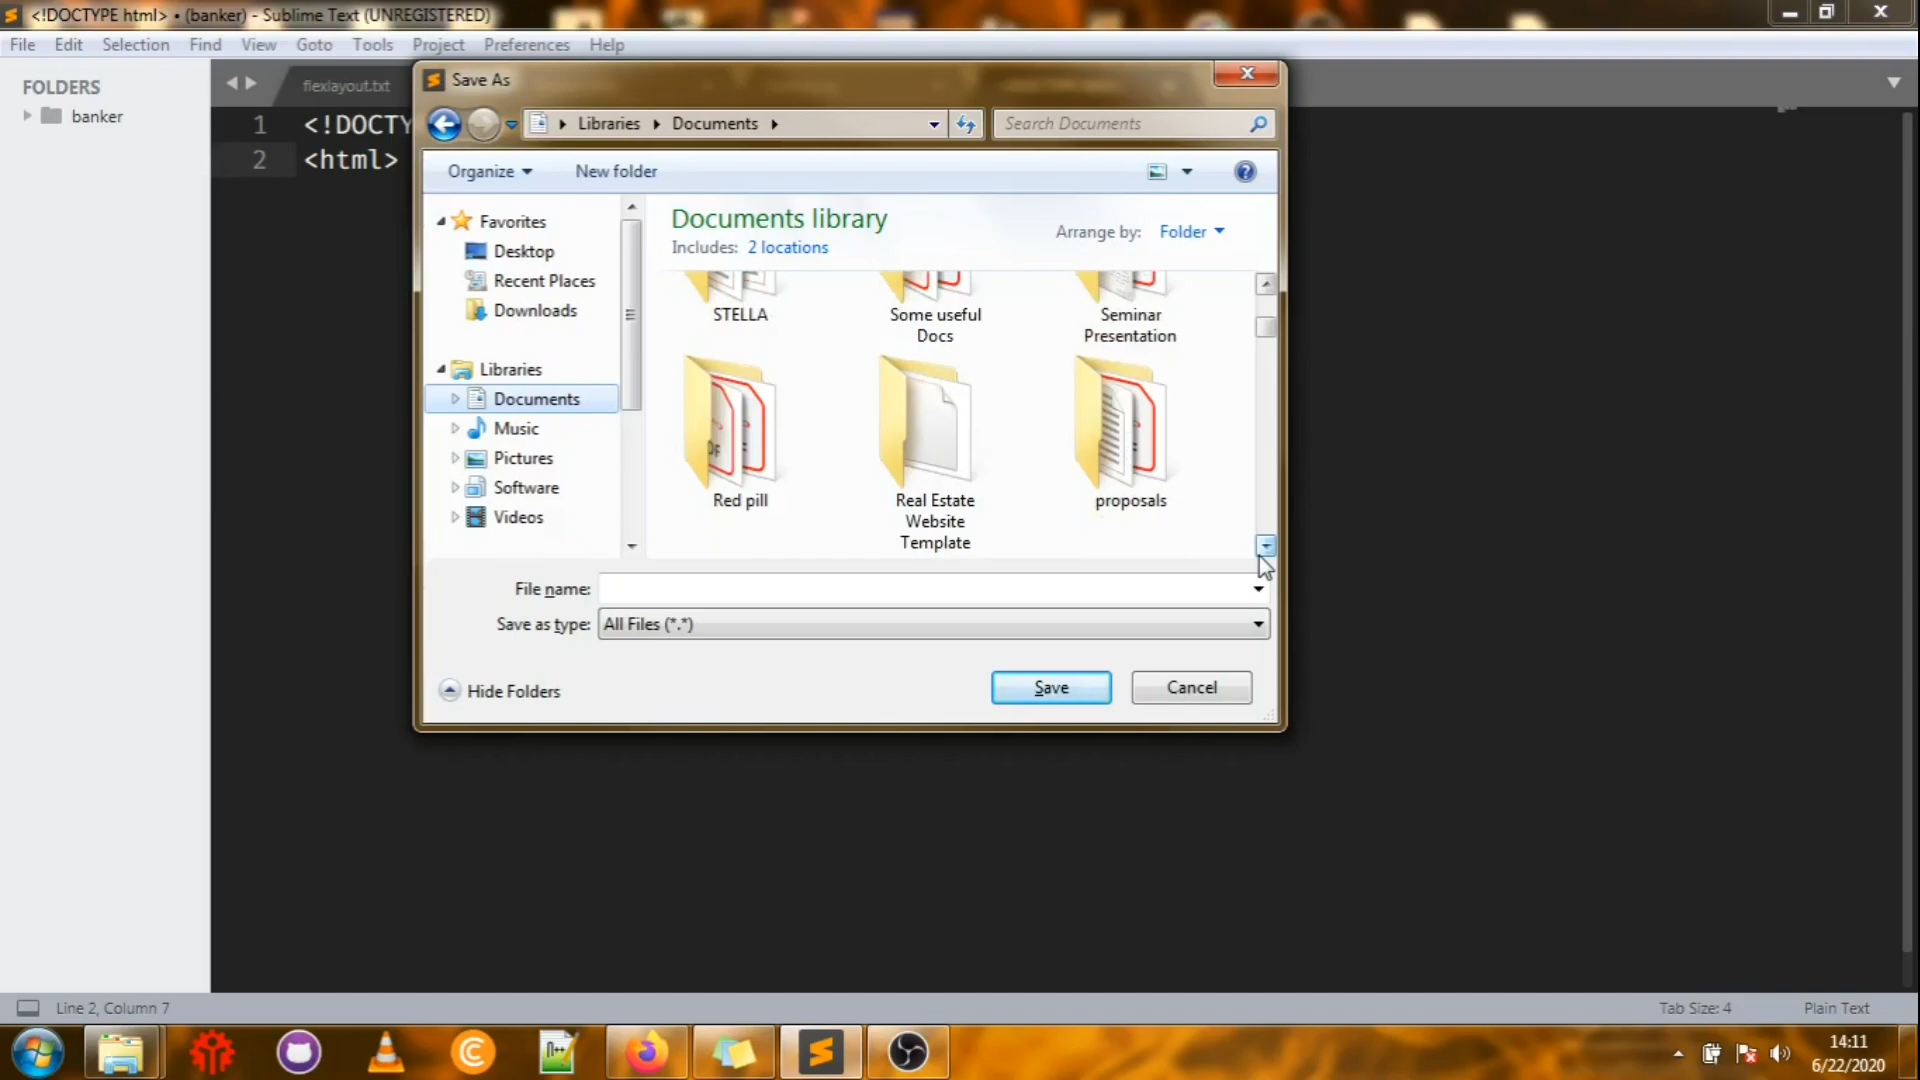 <!DOCTYPE html> • (banker) - Sublime Text (UNREGISTERED)
File Edit Selection Find View Goto Tools Project Preferences Help
FOLDERS
banker
flexlayout.txt
1 <!DOCTY
2 <html>
Save As
Libraries Documents
Search Documents
Organize New folder
Favorites
Desktop
Recent Places
Downloads
Libraries
Documents
Music
Pictures
Software
Videos
Documents library
Includes: 2 locations
Arrange by: Folder
STELLA
Some useful
Docs
Seminar
Presentation
Red pill
Real Estate
Website
Template
proposals
File name:
Save as type: All Files (*.*)
Hide Folders
Save
Cancel
Line 2, Column 7
Tab Size: 4
Plain Text
14:11
6/22/2020